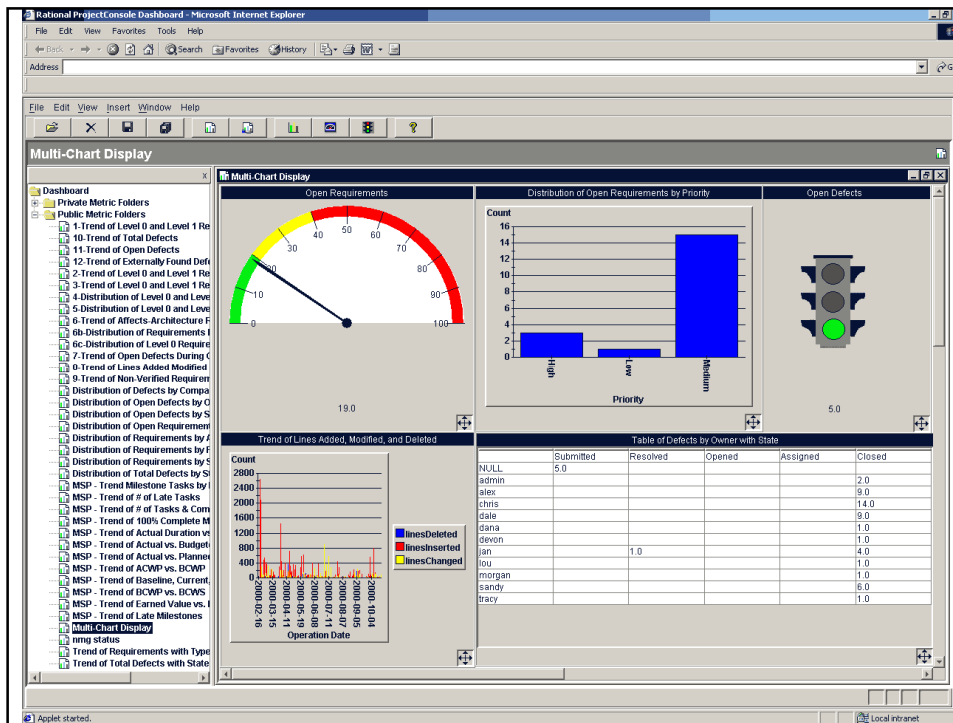 Rational ProjectConsole Dashboard - Microsoft Internet Explorer
File Edit View Favorites Tools Help
Back Search Favorites History
Address
File Edit View Insert Window Help
Multi-Chart Display
Dashboard
Private Metric Folders
Public Metric Folders
1-Trend of Level 0 and Level 1 Re
10-Trend of Total Defects
11-Trend of Open Defects
12-Trend of Externally Found Defe
2-Trend of Level 0 and Level 1 Re
3-Trend of Level 0 and Level 1 Re
4-Distribution of Level 0 and Leve
5-Distribution of Level 0 and Leve
6-Trend of Affects-Architecture R
6b-Distribution of Requirements
6c-Distribution of Level 0 Require
7-Trend of Open Defects During
0-Trend of Lines Added Modified
9-Trend of Non-Verified Requirem
Distribution of Defects by Compa
Distribution of Open Defects by O
Distribution of Open Defects by S
Distribution of Open Requirement
Distribution of Requirements by A
Distribution of Requirements by F
Distribution of Requirements by S
Distribution of Total Defects by St
MSP - Trend Milestone Tasks by
MSP - Trend of # of Late Tasks
MSP - Trend of # of Tasks & Com
MSP - Trend of 100% Complete M
MSP - Trend of Actual Duration vs
MSP - Trend of Actual vs. Budget
MSP - Trend of Actual vs. Planne
MSP - Trend of ACWP vs. BCWP
MSP - Trend of Baseline, Current,
MSP - Trend of BCWP vs. BCWS
MSP - Trend of Earned Value vs.
MSP - Trend of Late Milestones
Multi-Chart Display
nmg status
Trend of Requirements with Type
Trend of Total Defects with State
Multi-Chart Display
Open Requirements
0 10 20 30 40 50 60 70 80 90 100
19.0
Distribution of Open Requirements by Priority
Count
16
14
12
10
8
6
4
2
0
High Low Medium
Priority
Open Defects
5.0
Trend of Lines Added, Modified, and Deleted
Count
2800
2400
2000
1600
1200
800
400
0
2000-02-16 2000-03-15 2000-04-11 2000-05-19 2000-06-08 2000-07-11 2000-08-07 2000-09-05 2000-10-04
Operation Date
linesDeleted
linesInserted
linesChanged
Table of Defects by Owner with State
Submitted Resolved Opened Assigned Closed
NULL 5.0
admin 2.0
alex 9.0
chris 14.0
dale 9.0
dana 1.0
devon 1.0
jan 1.0 4.0
lou 1.0
morgan 1.0
sandy 6.0
tracy 1.0
Applet started.
Local intranet